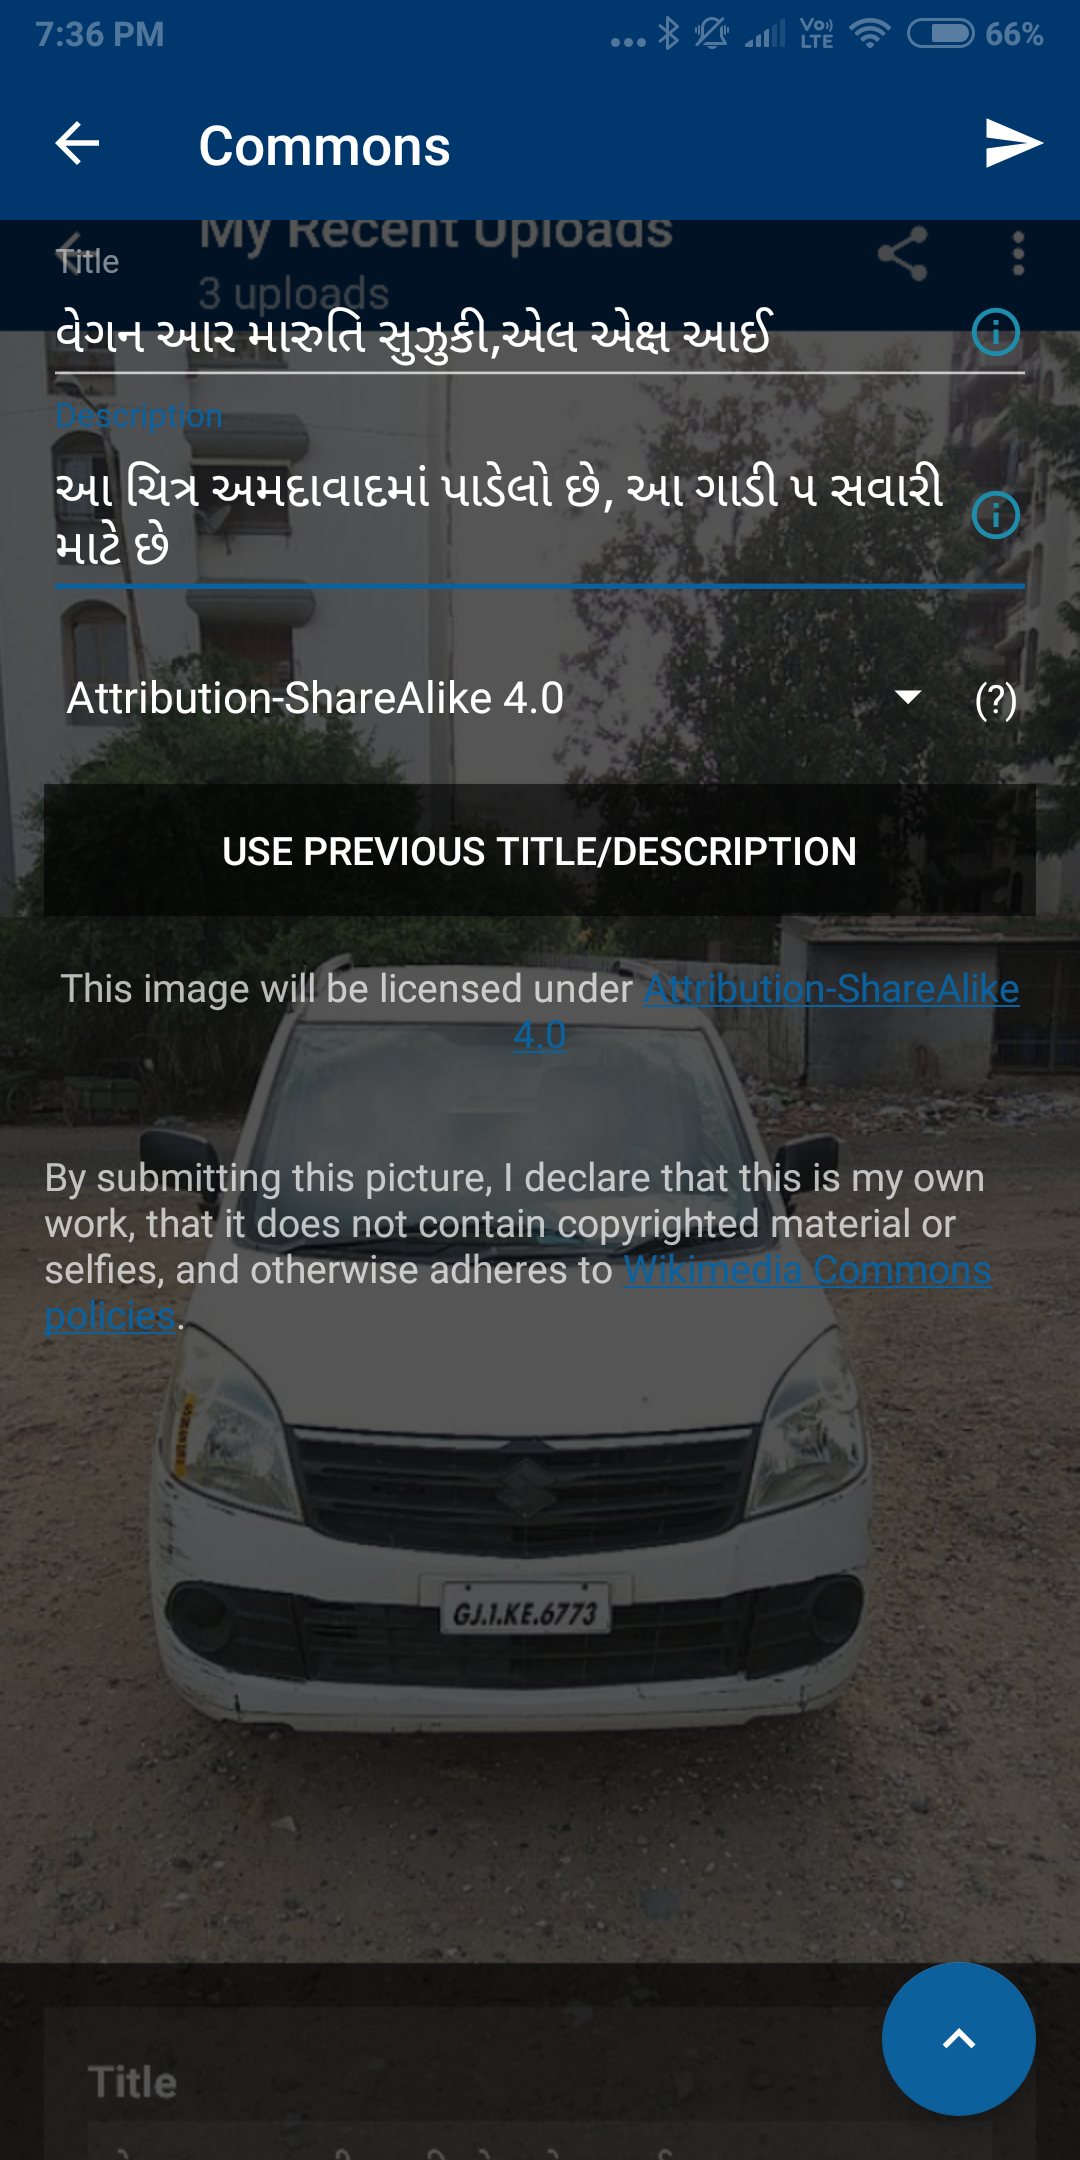 7:36 PM
VoLTE
66%
Commons
My Recent Uploads
Title
3 uploads
વેગન આર મારુતિ સુઝુકી,એલ એક્ષ આઈ
Description
આ ચિત્ર અમદાવાદમાં પાડેલો છે, આ ગાડી ૫ સવારી
માટે છે
Attribution-ShareAlike 4.0
(?)
USE PREVIOUS TITLE/DESCRIPTION
This image will be licensed under Attribution-ShareAlike
4.0
By submitting this picture, I declare that this is my own
work, that it does not contain copyrighted material or
selfies, and otherwise adheres to Wikimedia Commons
policies.
GJ.1.KE.6773
Title